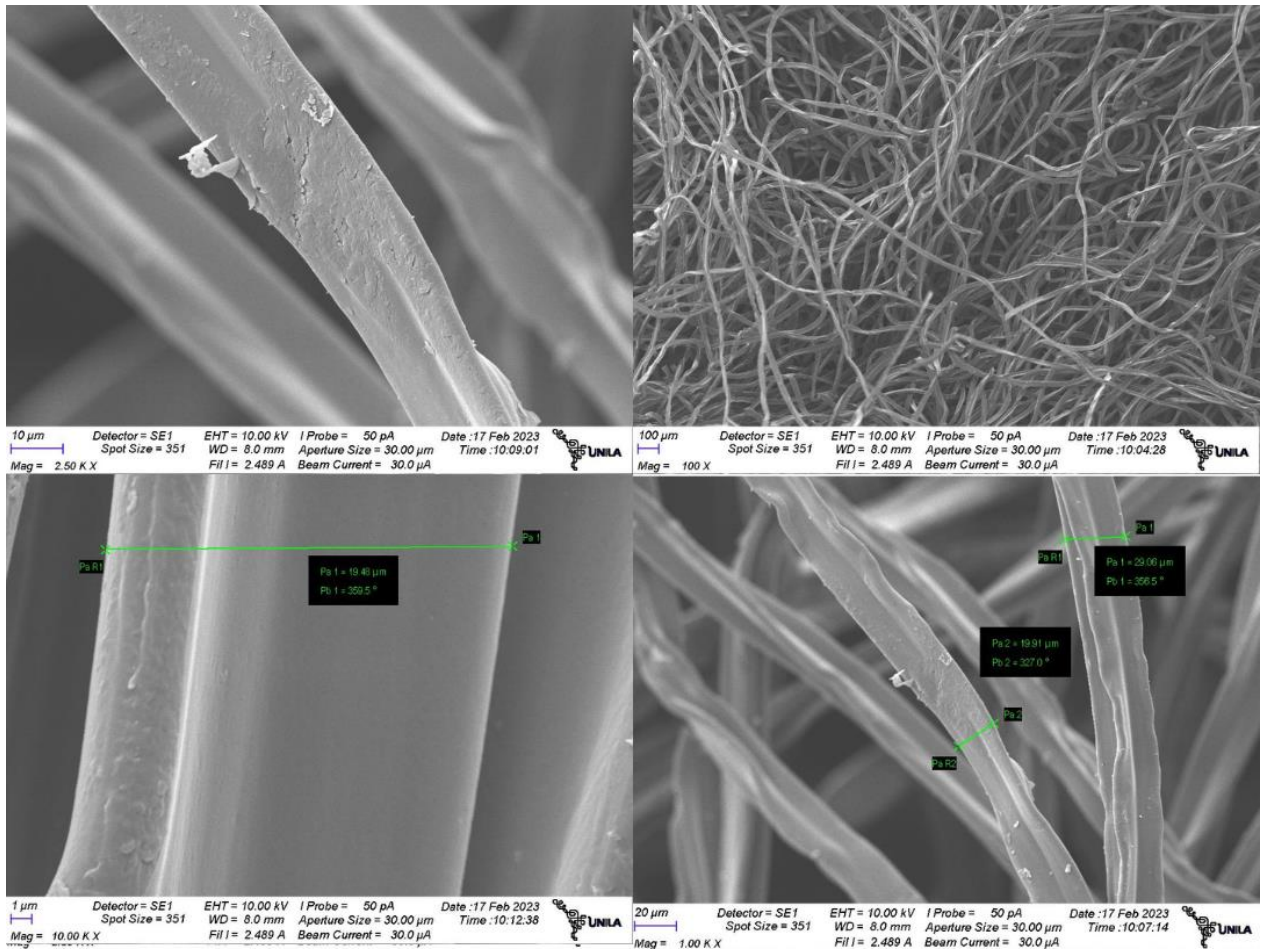 10 µm
Mag = 2.50 K X
Detector = SE1
Spot Size = 351
EHT = 10.00 kV
WD = 8.0 mm
Fil I = 2.489 A
I Probe = 50 pA
Aperture Size = 30.00 µm
Beam Current = 30.0 µA
Date :17 Feb 2023
Time :10:09:01
UNILA
100 µm
Mag = 100 X
Detector = SE1
Spot Size = 351
EHT = 10.00 kV
WD = 8.0 mm
Fil I = 2.489 A
I Probe = 50 pA
Aperture Size = 30.00 µm
Beam Current = 30.0 µA
Date :17 Feb 2023
Time :10:04:28
UNILA
Pa R1
Pa 1
Pa 1 = 19.48 µm
Pb 1 = 359.5 °
1 µm
Mag = 10.00 K X
Detector = SE1
Spot Size = 351
EHT = 10.00 kV
WD = 8.0 mm
Fil I = 2.489 A
I Probe = 50 pA
Aperture Size = 30.00 µm
Beam Current = 30.0 µA
Date :17 Feb 2023
Time :10:12:38
UNILA
Pa 1
Pa R1
Pa 1 = 29.06 µm
Pb 1 = 356.5 °
Pa 2 = 19.91 µm
Pb 2 = 327.0 °
Pa 2
Pa R2
20 µm
Mag = 1.00 K X
Detector = SE1
Spot Size = 351
EHT = 10.00 kV
WD = 8.0 mm
Fil I = 2.489 A
I Probe = 50 pA
Aperture Size = 30.00 µm
Beam Current = 30.0 µA
Date :17 Feb 2023
Time :10:07:14
UNILA